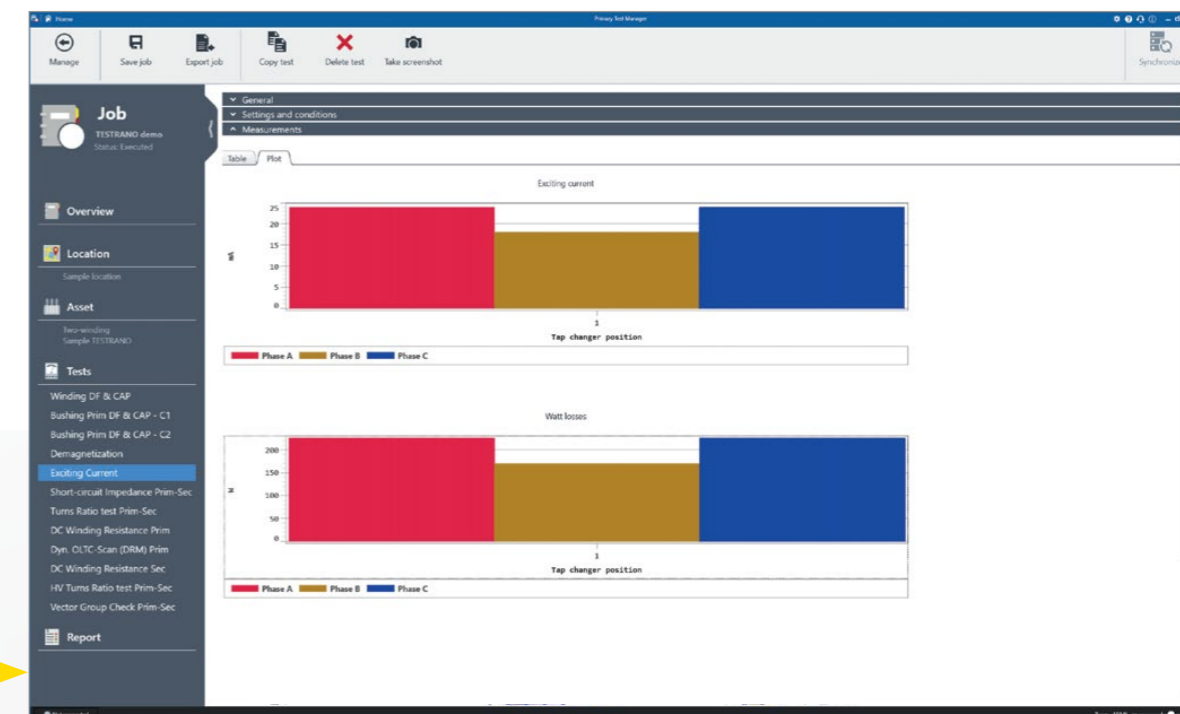 Home
Primary Test Manager
Manage
Save job
Export job
Copy test
Delete test
Take screenshot
Synchronize
Job
TESTRANO demo
Status: Executed
Overview
Location
Sample location
Asset
Two-winding
Sample TESTRANO
Tests
Winding DF & CAP
Bushing Prim DF & CAP - C1
Bushing Prim DF & CAP - C2
Demagnetization
Exciting Current
Short-circuit Impedance Prim-Sec
Turns Ratio test Prim-Sec
DC Winding Resistance Prim
Dyn. OLTC-Scan (DRM) Prim
DC Winding Resistance Sec
HV Turns Ratio test Prim-Sec
Vector Group Check Prim-Sec
Report
General
Settings and conditions
Measurements
Table Plot
Exciting current
25
20
15
10
5
0
mA
1
Tap changer position
Phase A Phase B Phase C
Watt losses
200
150
100
50
0
W
1
Tap changer position
Phase A Phase B Phase C